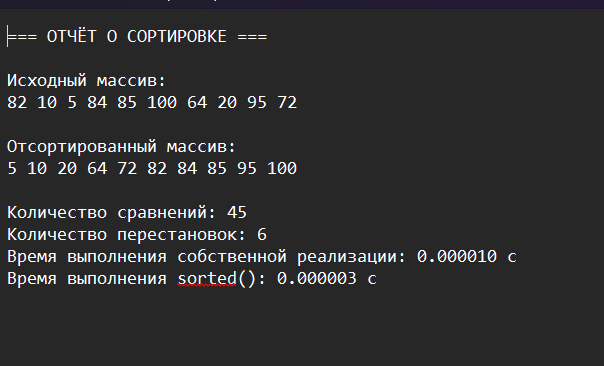 === ОТЧЁТ О СОРТИРОВКЕ ===
Исходный массив:
82 10 5 84 85 100 64 20 95 72
Отсортированный массив:
5 10 20 64 72 82 84 85 95 100
Количество сравнений: 45
Количество перестановок: 6
Время выполнения собственной реализации: 0.000010 с
Время выполнения sorted(): 0.000003 с